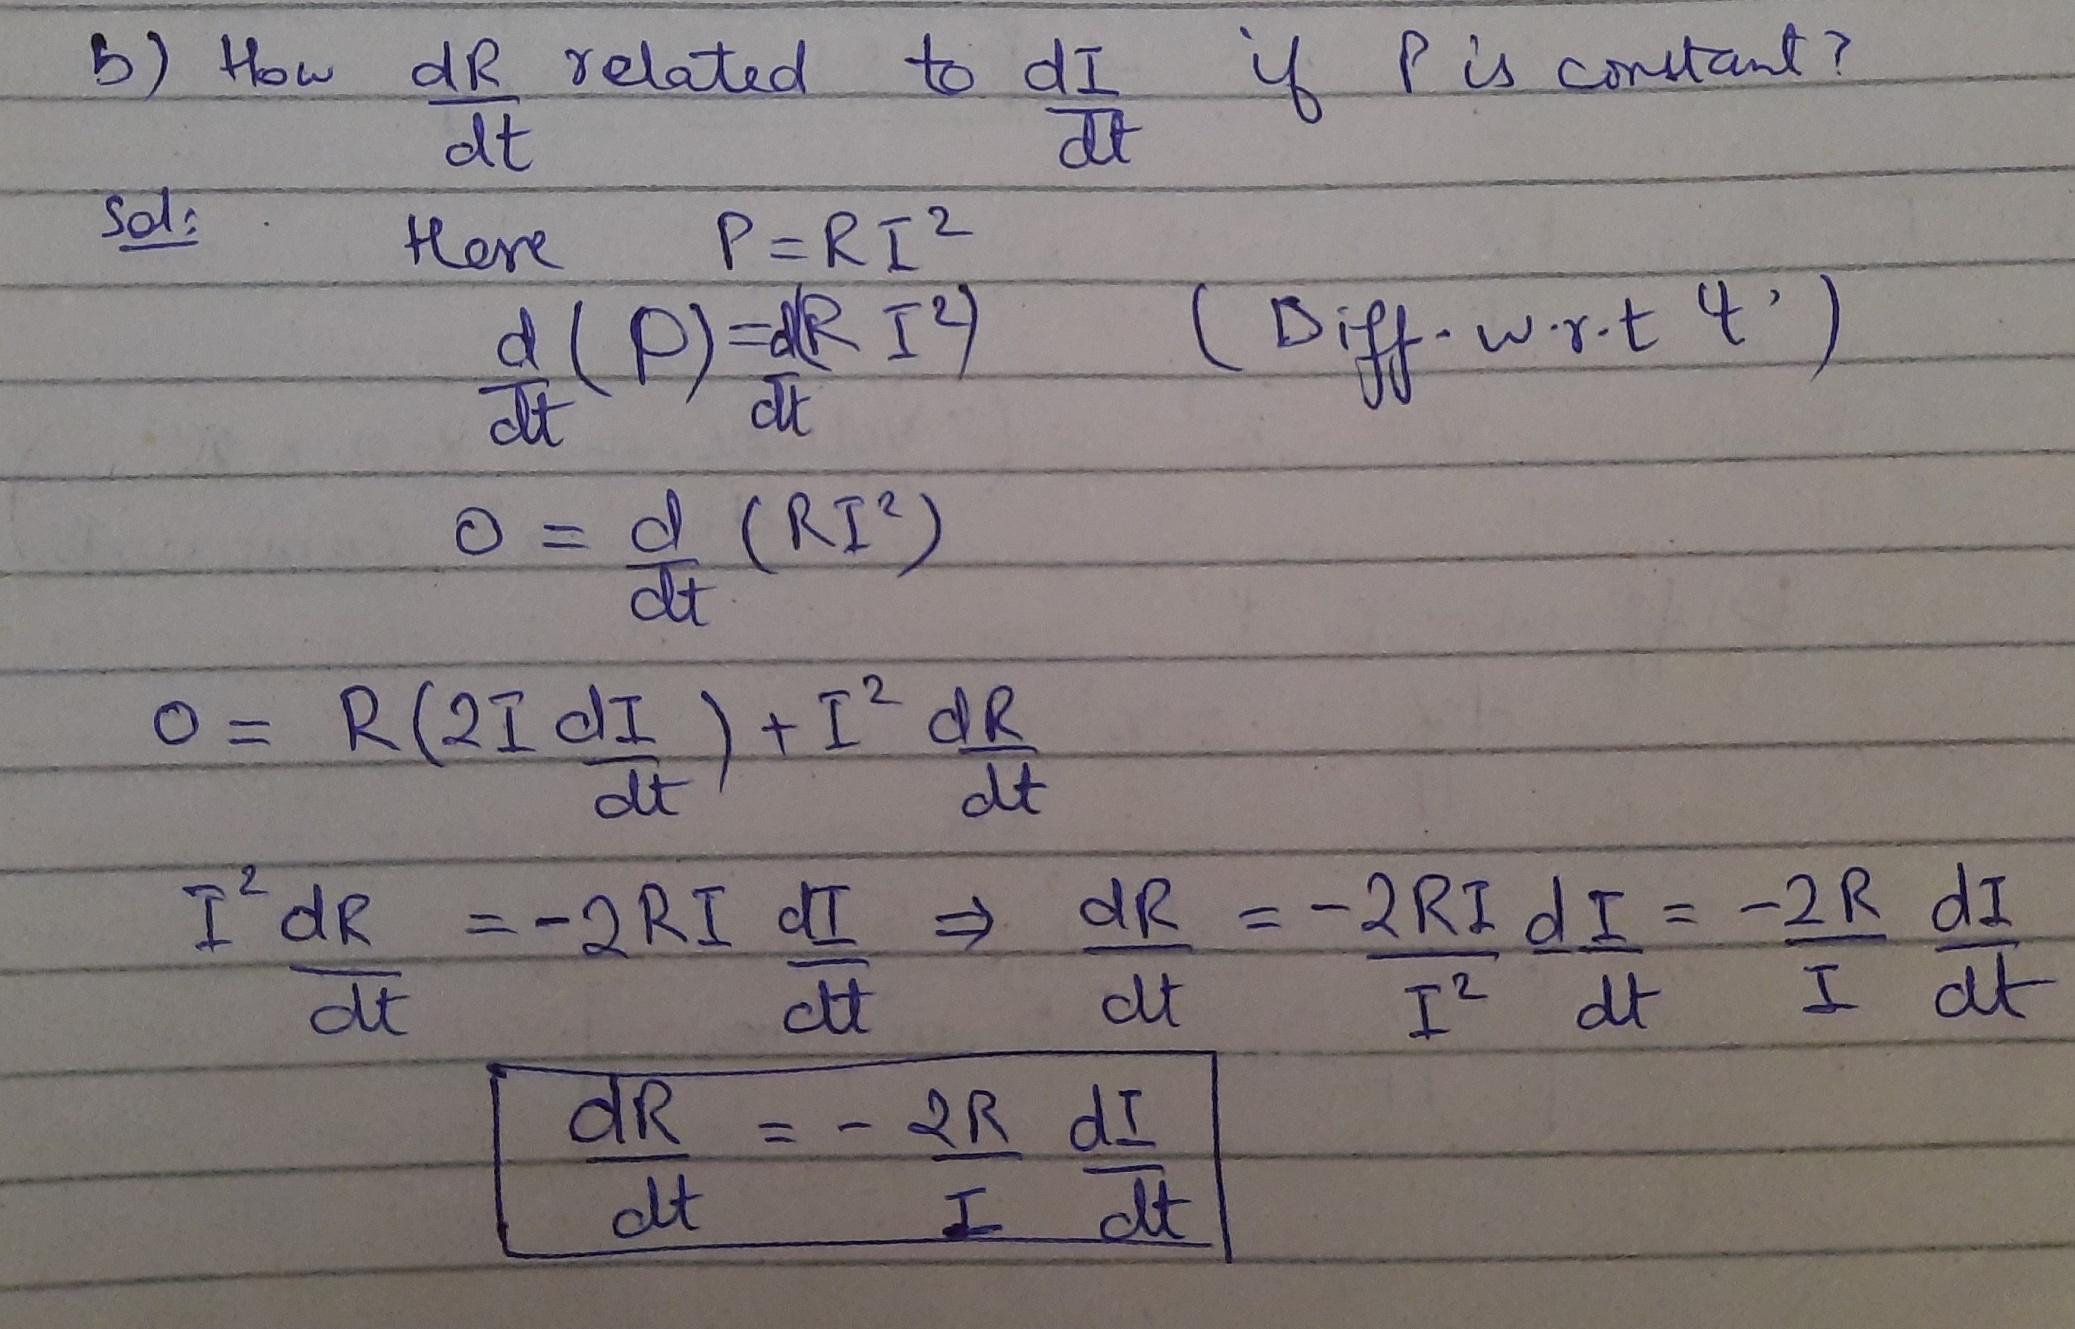 b) How dR/dt related to dI/dt if P is constant?
Sol: Here P = RI²
d/dt (P) = d/dt (R I²) (Diff. w.r.t 't')
0 = d/dt (RI²)
0 = R(2I dI/dt) + I² dR/dt
I² dR/dt = -2RI dI/dt ⇒ dR/dt = -2RI/I² dI/dt = -2R/I dI/dt
dR/dt = - 2R/I dI/dt